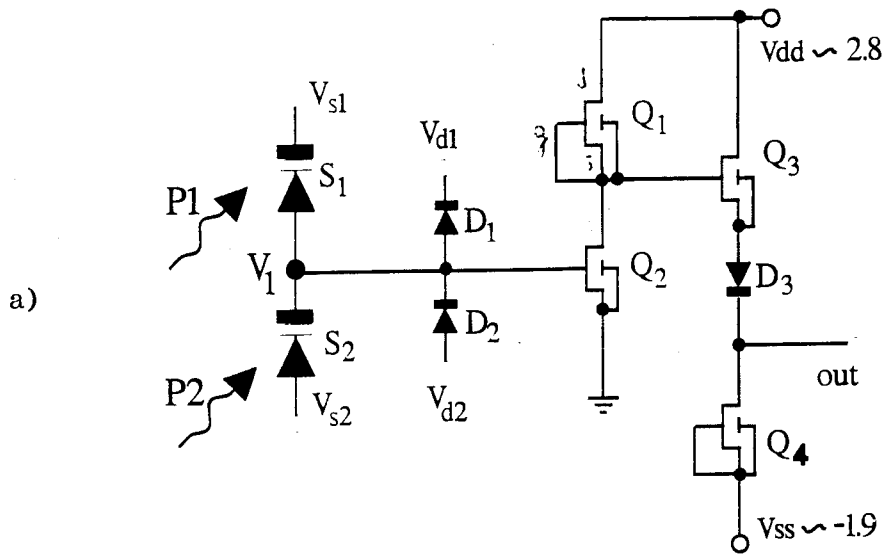 Vdd ~ 2.8
j
Q1
Vs1
g
Vd1
i
Q3
S1
P1
D1
V1
Q2
D3
a)
S2
D2
out
P2
Vs2
Vd2
Q4
Vss ~ -1.9